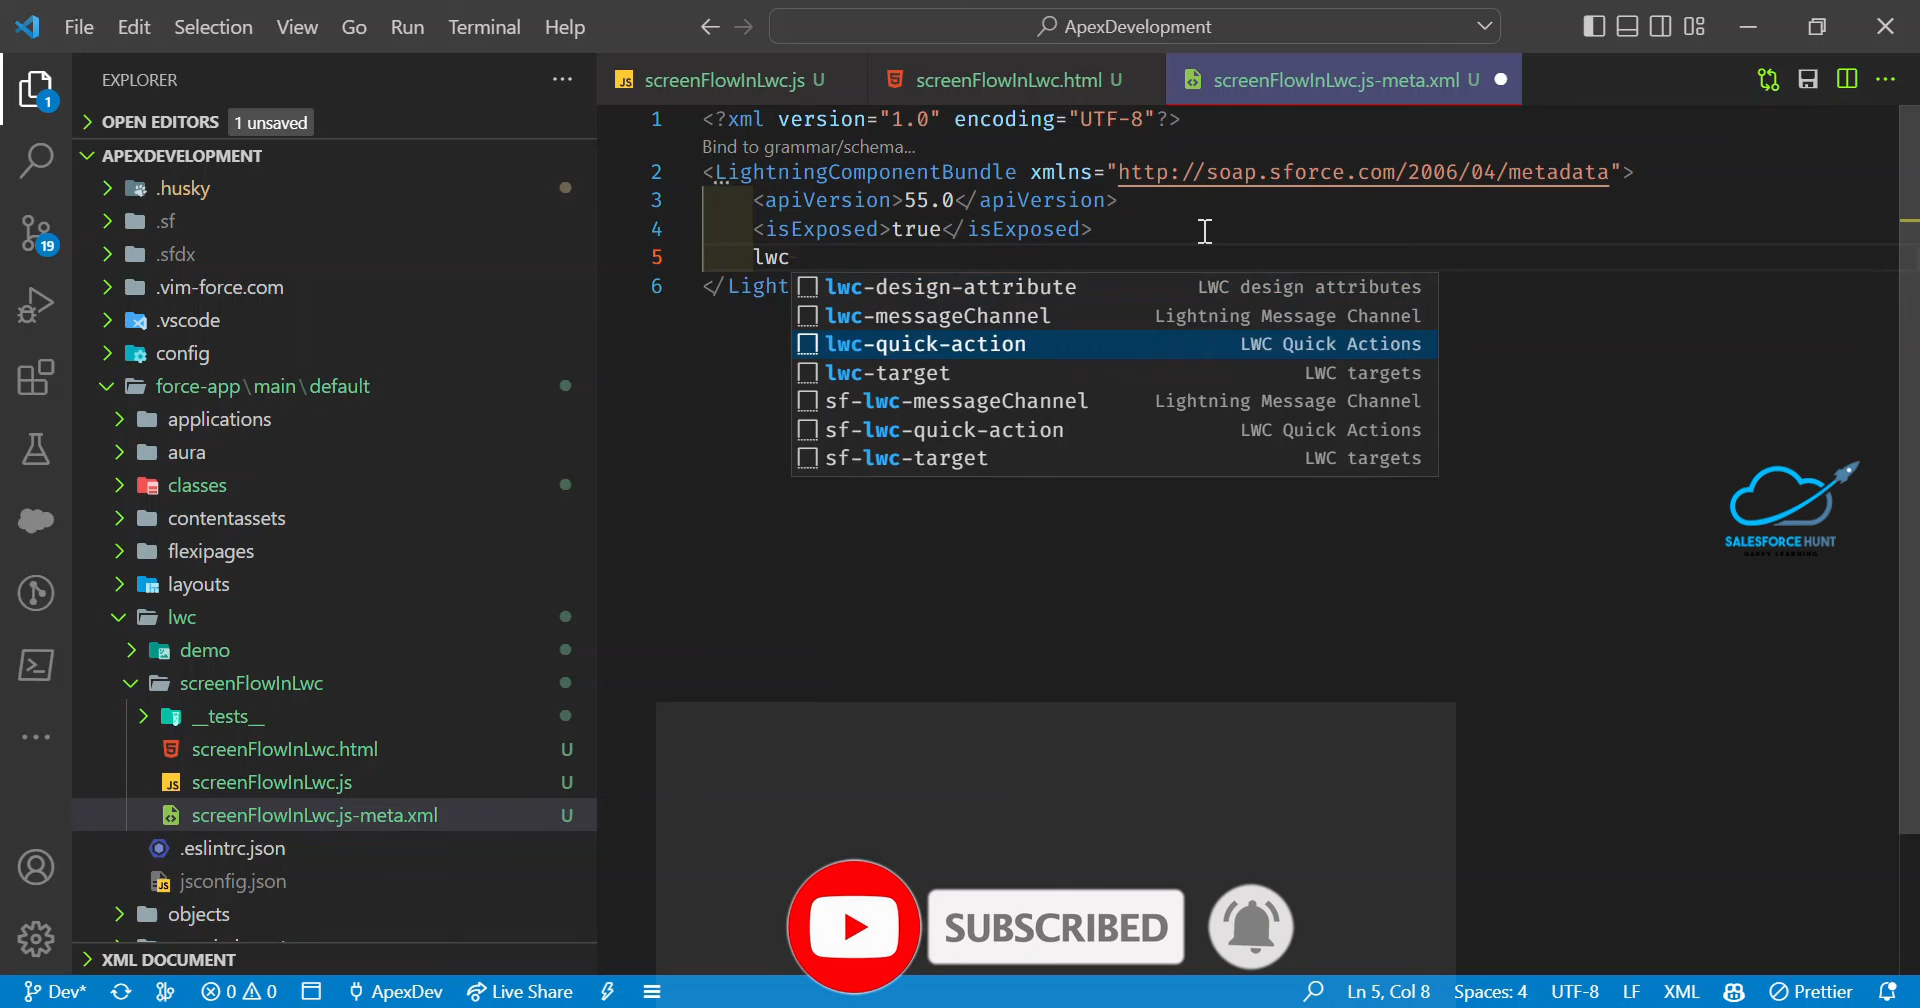 File Edit Selection View Go Run Terminal Help
ApexDevelopment
EXPLORER
OPEN EDITORS 1 unsaved
APEXDEVELOPMENT
.husky
.sf
.sfdx
.vim-force.com
.vscode
config
force-app\main\default
applications
aura
classes
contentassets
flexipages
layouts
lwc
demo
screenFlowInLwc
__tests__
screenFlowInLwc.html U
screenFlowInLwc.js U
screenFlowInLwc.js-meta.xml U
.eslintrc.json
jsconfig.json
objects
XML DOCUMENT
1
19
screenFlowInLwc.js U
screenFlowInLwc.html U
screenFlowInLwc.js-meta.xml U
1 <?xml version="1.0" encoding="UTF-8"?>
Bind to grammar/schema...
2 <LightningComponentBundle xmlns="http://soap.sforce.com/2006/04/metadata">
3 <apiVersion>55.0</apiVersion>
4 <isExposed>true</isExposed>
5 lwc
6 </Light
lwc-design-attribute LWC design attributes
lwc-messageChannel Lightning Message Channel
lwc-quick-action LWC Quick Actions
lwc-target LWC targets
sf-lwc-messageChannel Lightning Message Channel
sf-lwc-quick-action LWC Quick Actions
sf-lwc-target LWC targets
SALESFORCE HUNT
SUBSCRIBED
Dev* 0 0 ApexDev Live Share Ln 5, Col 8 Spaces: 4 UTF-8 LF XML Prettier